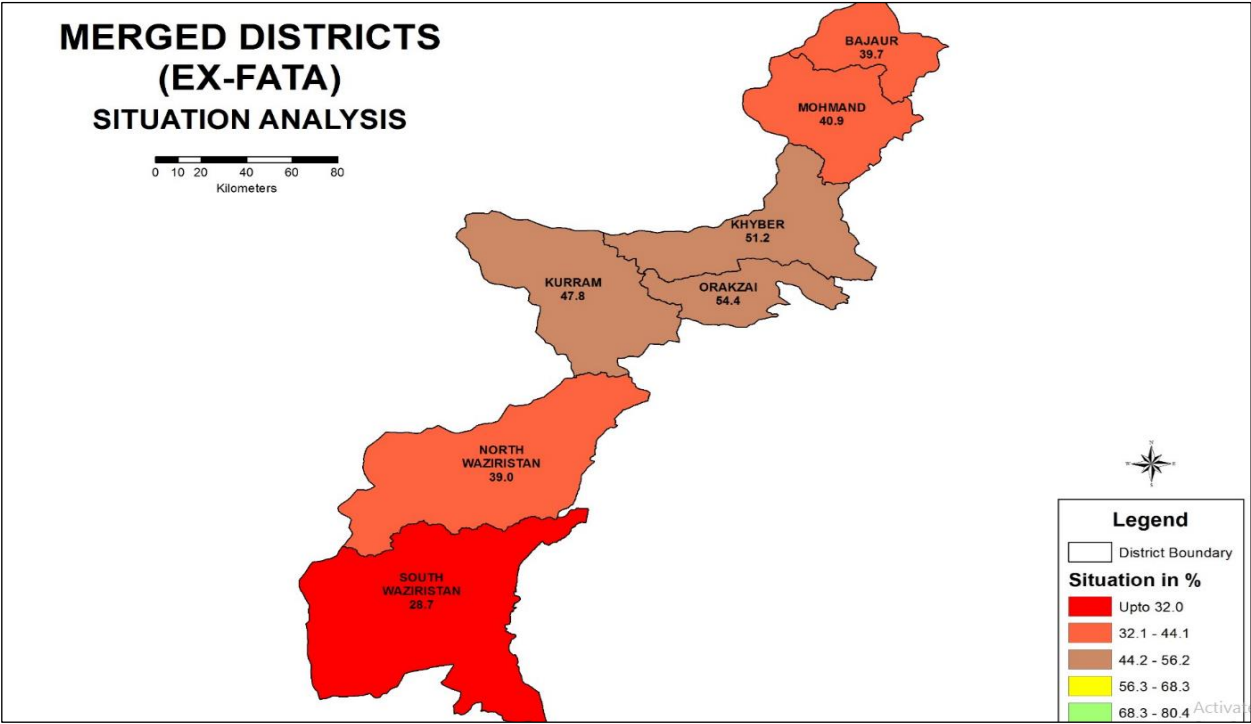 MERGED DISTRICTS
(EX-FATA)
SITUATION ANALYSIS
0 10 20 40 60 80
Kilometers
BAJAUR
39.7
MOHMAND
40.9
KHYBER
51.2
KURRAM
47.8
ORAKZAI
54.4
NORTH
WAZIRISTAN
39.0
SOUTH
WAZIRISTAN
28.7
Legend
District Boundary
Situation in %
Upto 32.0
32.1 - 44.1
44.2 - 56.2
56.3 - 68.3
68.3 - 80.4
Activat